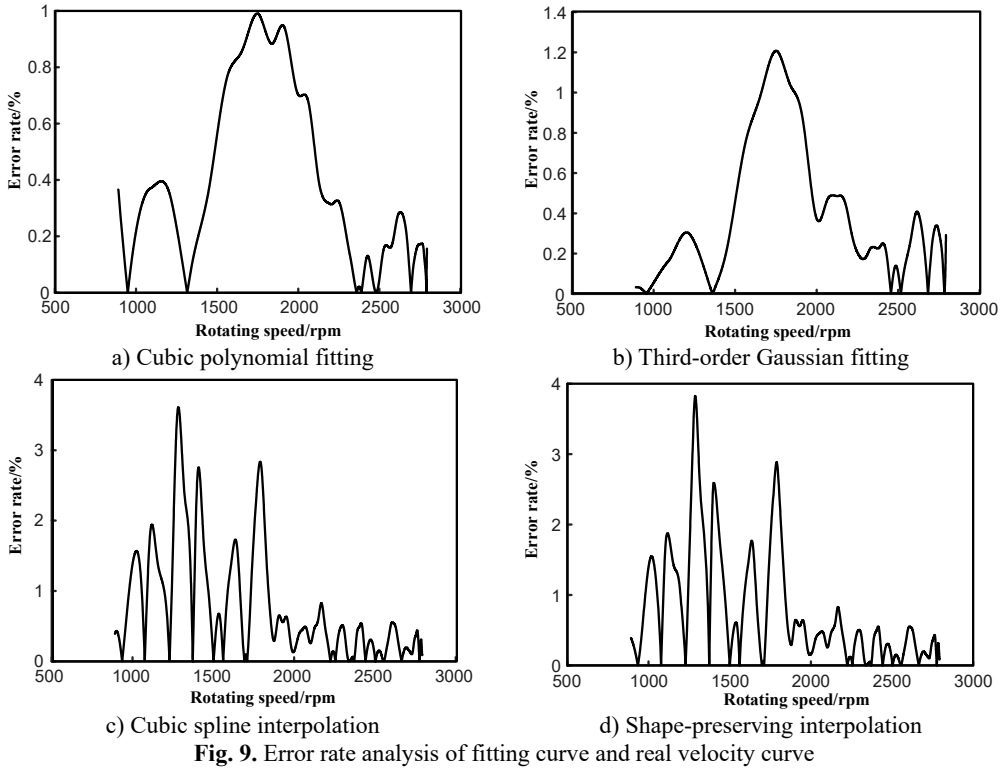 1
0.8
0.6
0.4
0.2
0
Error rate/%
500 1000 1500 2000 2500 3000
Rotating speed/rpm
a) Cubic polynomial fitting
1.4
1.2
1
0.8
0.6
0.4
0.2
0
Error rate/%
500 1000 1500 2000 2500 3000
Rotating speed/rpm
b) Third-order Gaussian fitting
4
3
2
1
0
Error rate/%
500 1000 1500 2000 2500 3000
Rotating speed/rpm
c) Cubic spline interpolation
4
3
2
1
0
Error rate/%
500 1000 1500 2000 2500 3000
Rotating speed/rpm
d) Shape-preserving interpolation
Fig. 9. Error rate analysis of fitting curve and real velocity curve